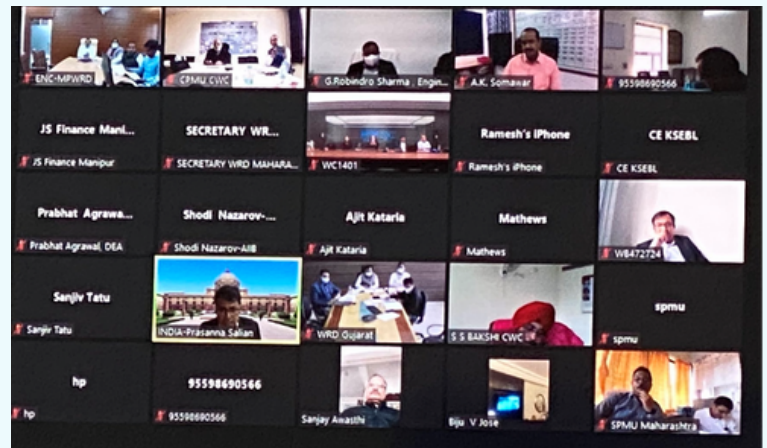 ENC-MPWRD
CPMU CWC
G.Robindro Sharma , Engin...
A.K. Somawar
95598690566
JS Finance Mani...
JS Finance Manipur
SECRETARY WR...
SECRETARY WRD MAHARA...
WC1401
Ramesh's iPhone
Ramesh's iPhone
CE KSEBL
CE KSEBL
Prabhat Agrawa...
Prabhat Agrawal, DEA
Shodi Nazarov-...
Shodi Nazarov-AIIB
Ajit Kataria
Ajit Kataria
Mathews
Mathews
WB472724
Sanjiv Tatu
Sanjiv Tatu
INDIA-Prasanna Salian
WRD Gujarat
S S BAKSHI CWC
spmu
spmu
hp
hp
95598690566
95598690566
Sanjay Awasthi
Biju V Jose
SPMU Maharashtra